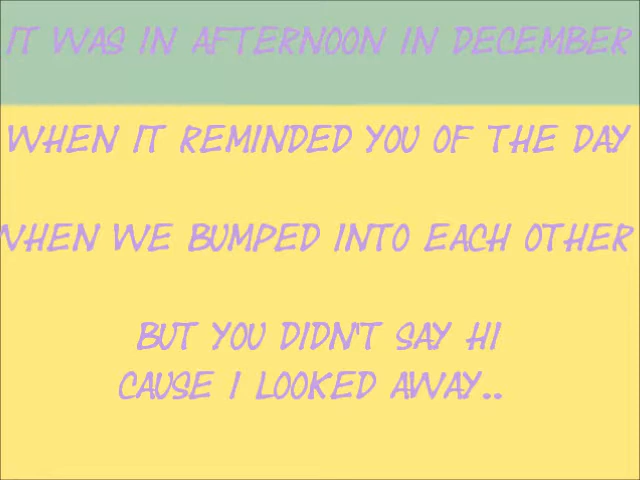 IT WAS IN AFTERNOON IN DECEMBER
WHEN IT REMINDED YOU OF THE DAY
WHEN WE BUMPED INTO EACH OTHER
BUT YOU DIDN'T SAY HI
CAUSE I LOOKED AWAY..